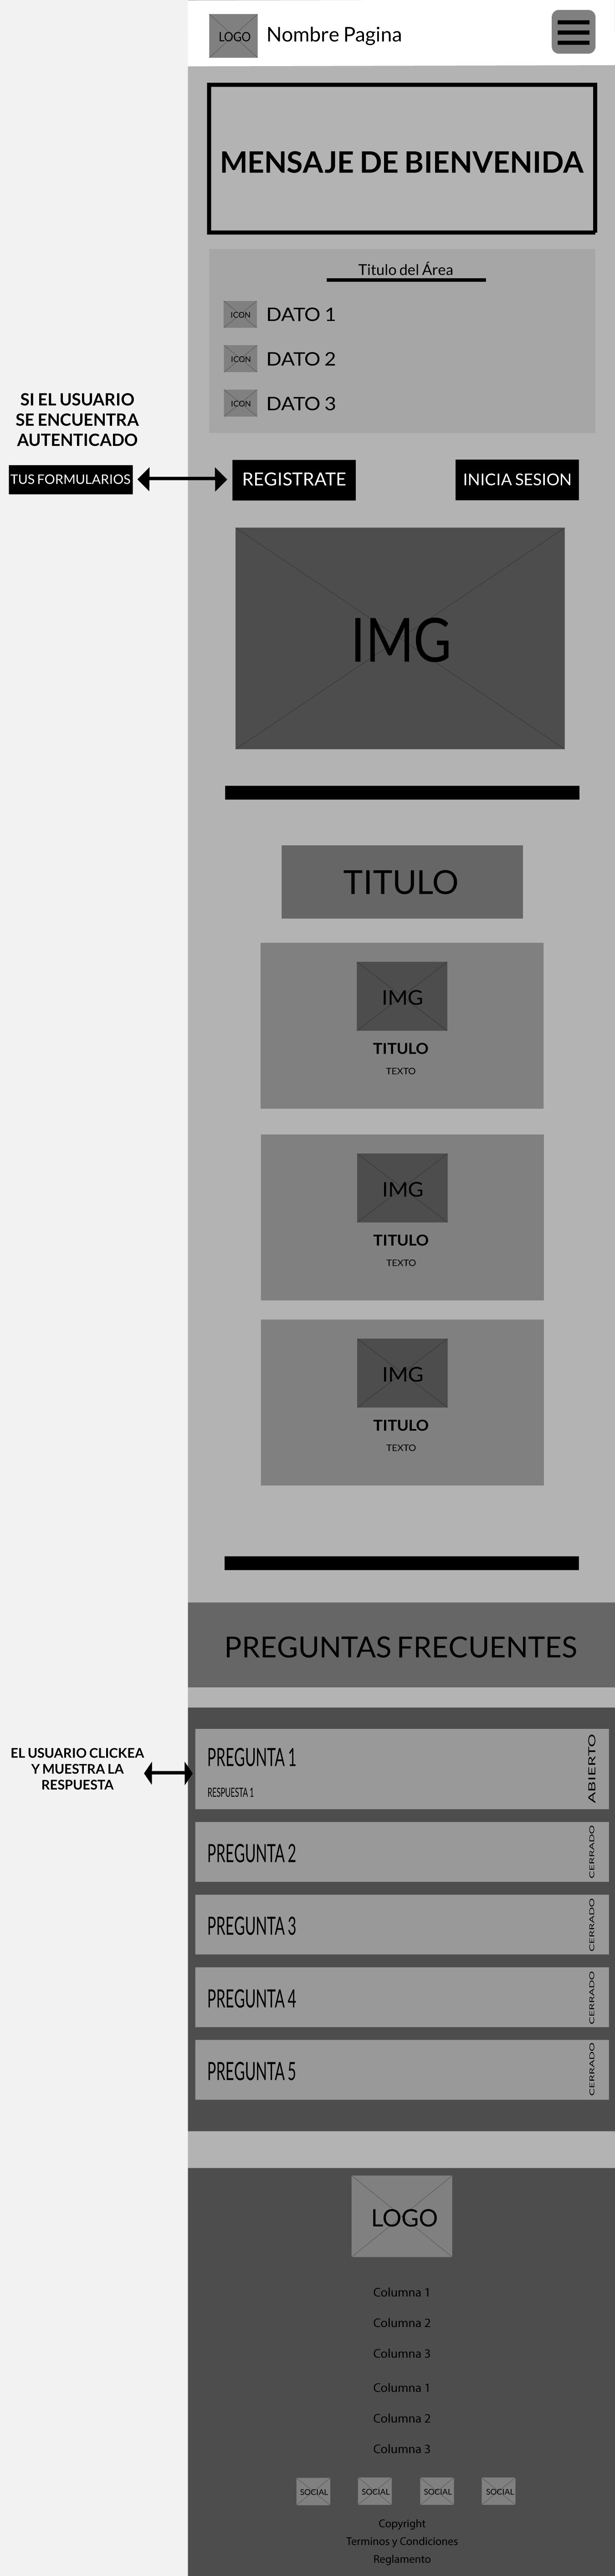 LOGO
Nombre Pagina
MENSAJE DE BIENVENIDA
Titulo del Área
ICON
DATO 1
ICON
DATO 2
ICON
DATO 3
SI EL USUARIO
SE ENCUENTRA
AUTENTICADO
TUS FORMULARIOS
REGISTRATE
INICIA SESION
IMG
TITULO
IMG
TITULO
TEXTO
IMG
TITULO
TEXTO
IMG
TITULO
TEXTO
PREGUNTAS FRECUENTES
EL USUARIO CLICKEA
Y MUESTRA LA
RESPUESTA
PREGUNTA 1
RESPUESTA 1
ABIERTO
PREGUNTA 2
CERRADO
PREGUNTA 3
CERRADO
PREGUNTA 4
CERRADO
PREGUNTA 5
CERRADO
LOGO
Columna 1
Columna 2
Columna 3
Columna 1
Columna 2
Columna 3
SOCIAL
SOCIAL
SOCIAL
SOCIAL
Copyright
Terminos y Condiciones
Reglamento